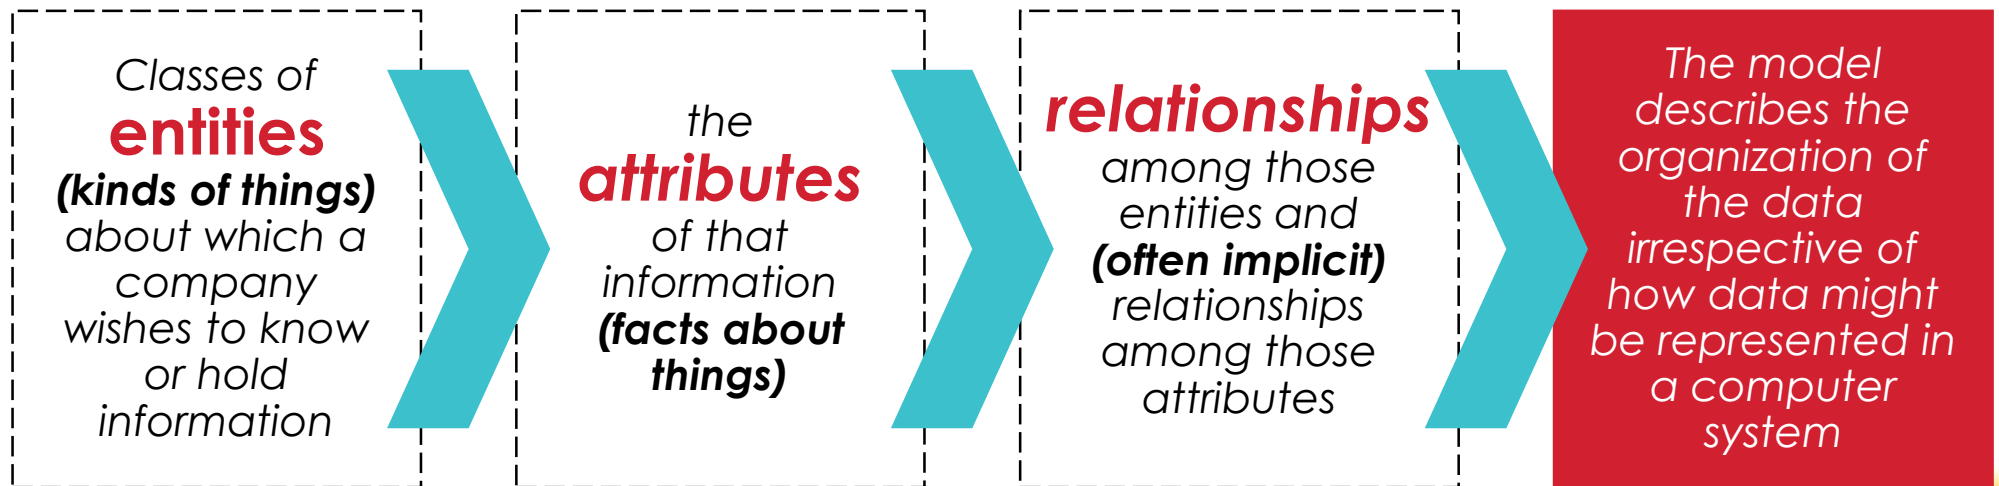 Classes of
entities
(kinds of things)
about which a
company
wishes to know
or hold
information
the
attributes
of that
information
(facts about
things)
relationships
among those
entities and
(often implicit)
relationships
among those
attributes
The model
describes the
organization of
the data
irrespective of
how data might
be represented in
a computer
system